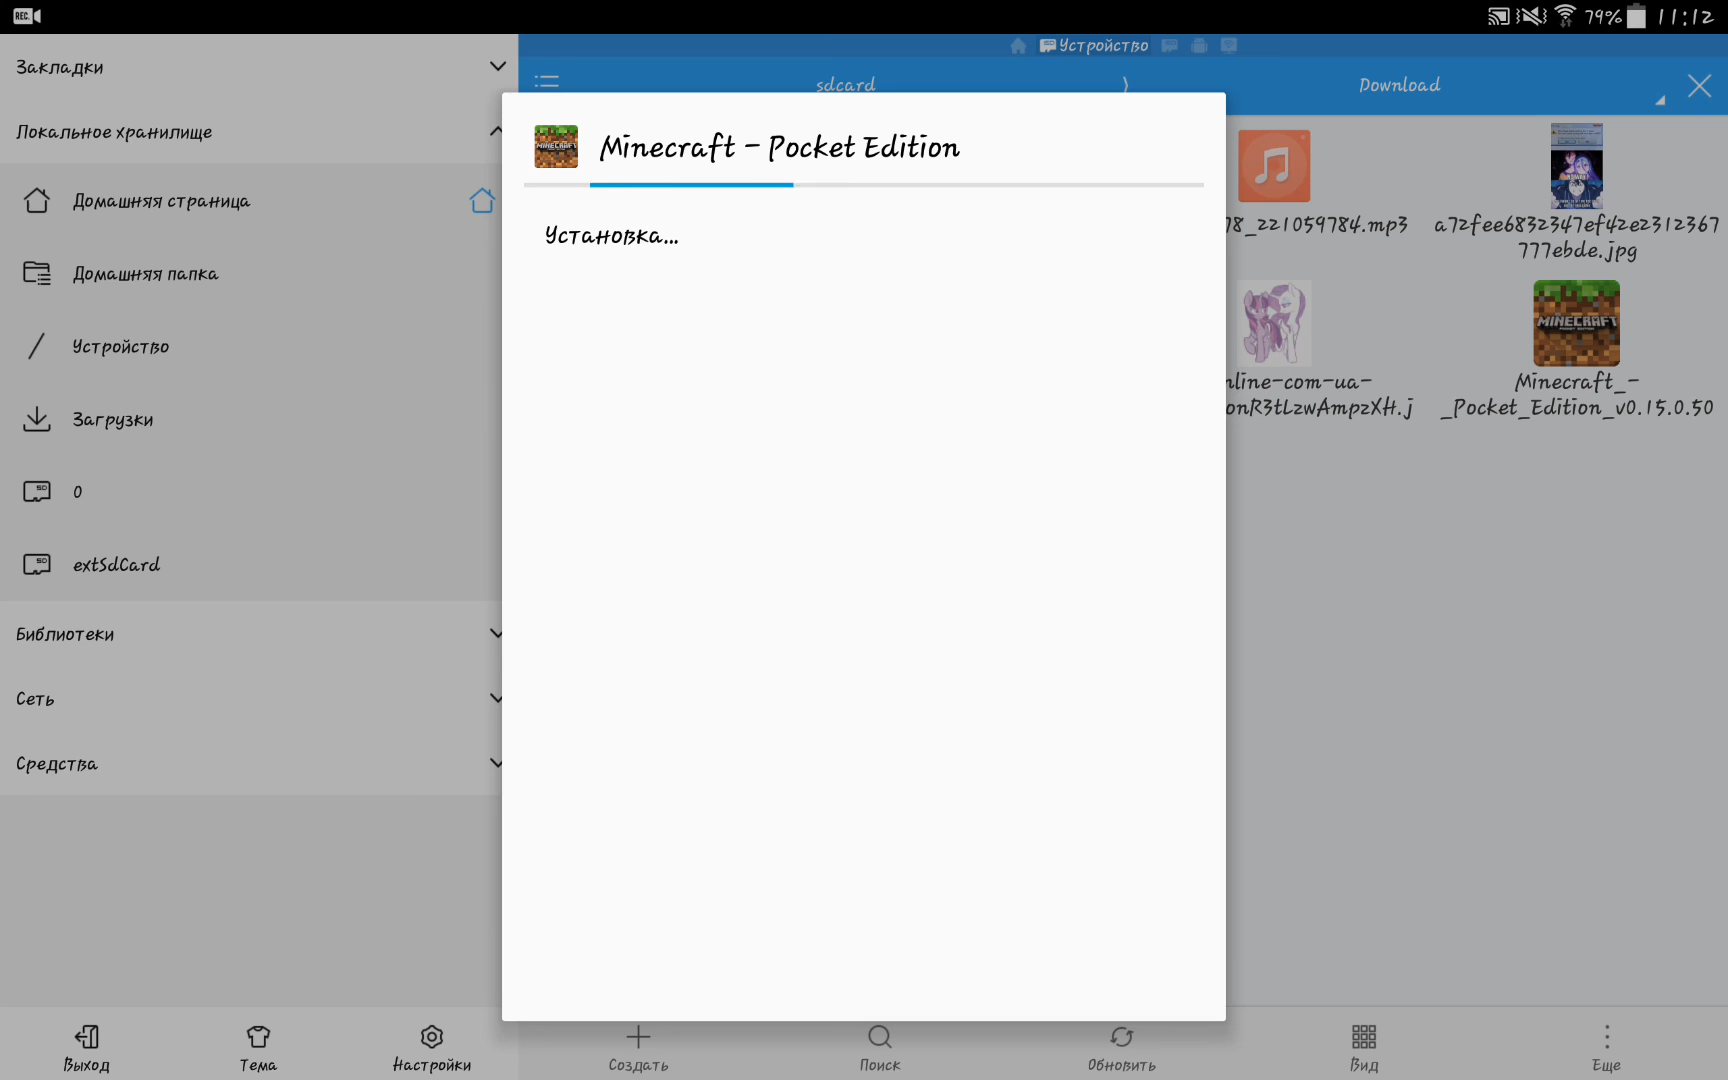 REC
79% 11:12
Закладки
Локальное хранилище
Домашняя страница
Домашняя папка
Устройство
Загрузки
0
extSdCard
Библиотеки
Сеть
Средства
Выход
Тема
Настройки
Устройство
sdcard
Download
Minecraft - Pocket Edition
Установка...
78_221059784.mp3
a72fee6832347ef42e2312367
777ebde.jpg
nline-com-ua-
onR3tLzwAmpzXH.j
MINECRAFT
Minecraft_-
_Pocket_Edition_v0.15.0.50
Создать
Поиск
Обновить
Вид
Еще